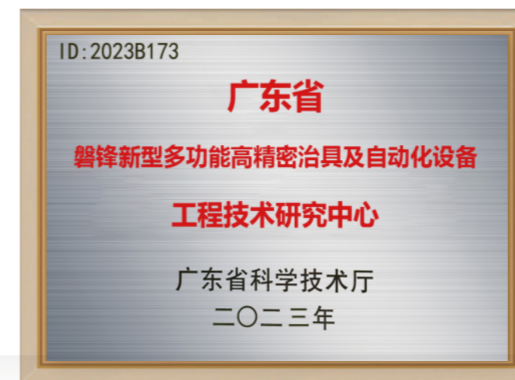 ID:2023B173
广东省
磐锋新型多功能高精密治具及自动化设备
工程技术研究中心
广东省科学技术厅
二〇二三年